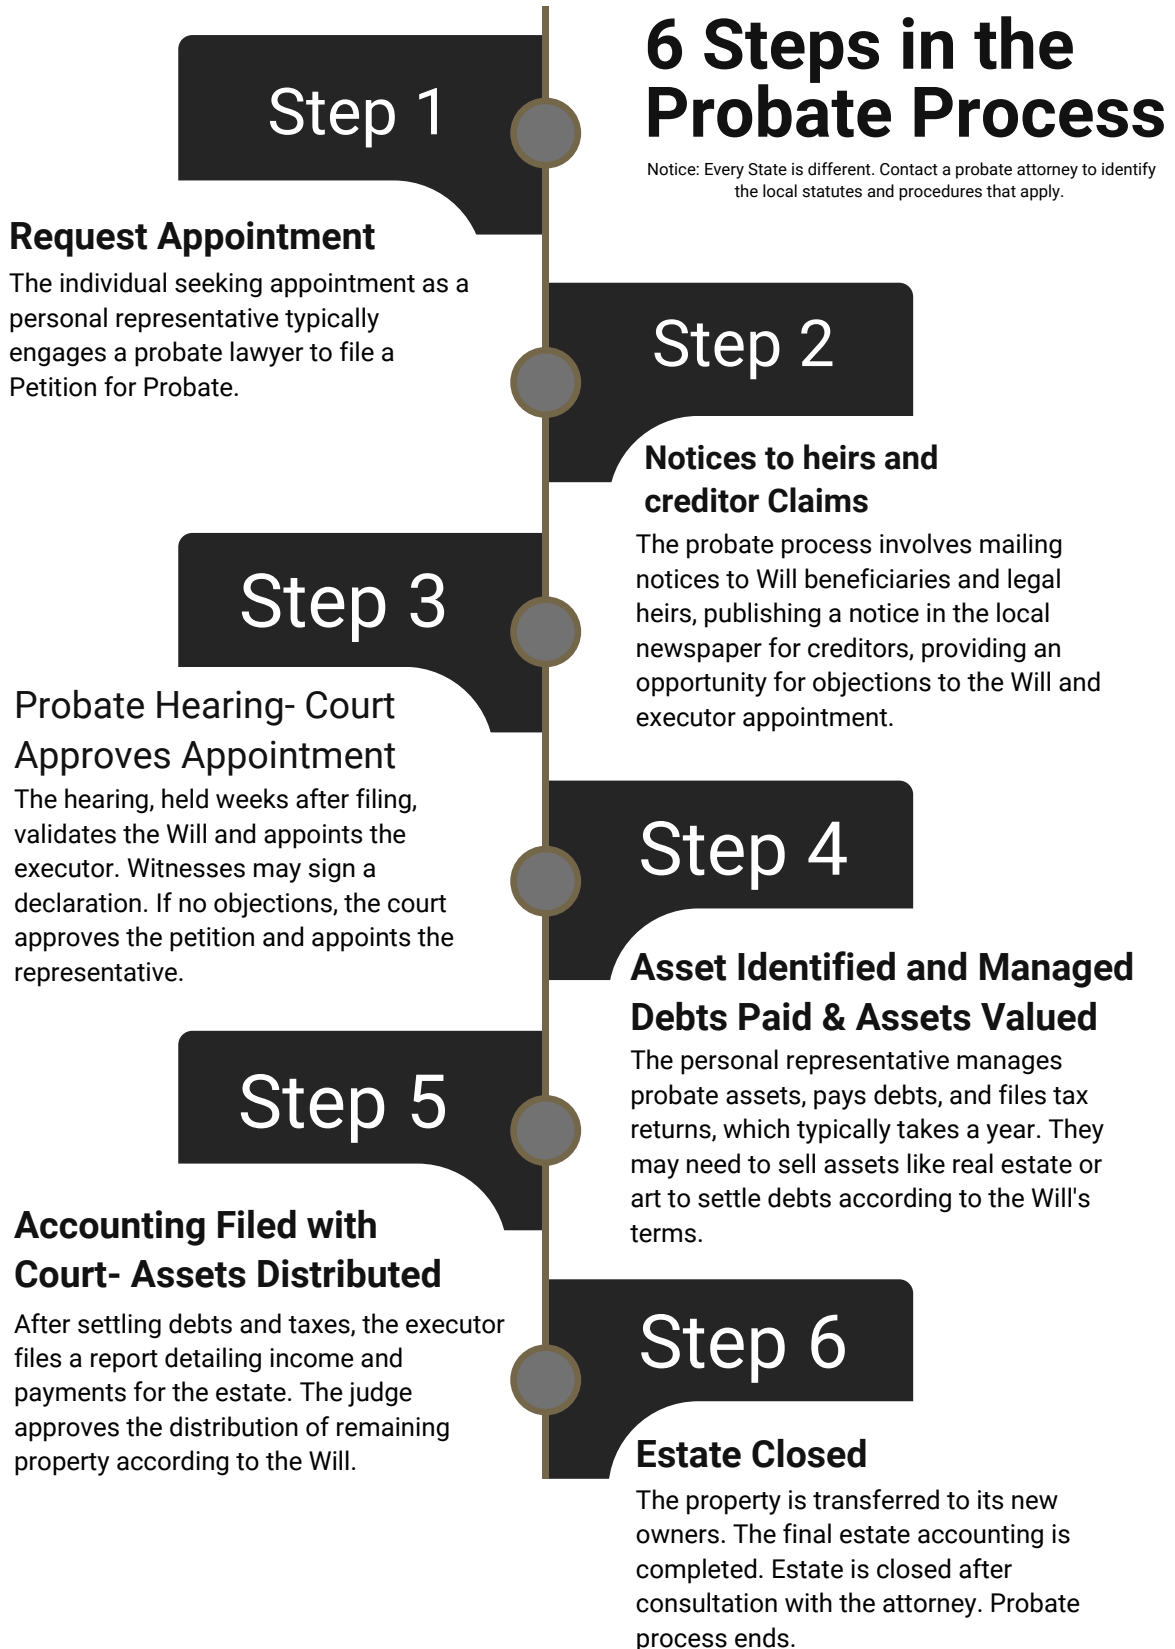 6 Steps in the
Probate Process
Notice: Every State is different. Contact a probate attorney to identify
the local statutes and procedures that apply.
Step 1
Request Appointment
The individual seeking appointment as a
personal representative typically
engages a probate lawyer to file a
Petition for Probate.
Step 2
Notices to heirs and
creditor Claims
The probate process involves mailing
notices to Will beneficiaries and legal
heirs, publishing a notice in the local
newspaper for creditors, providing an
opportunity for objections to the Will and
executor appointment.
Step 3
Probate Hearing- Court
Approves Appointment
The hearing, held weeks after filing,
validates the Will and appoints the
executor. Witnesses may sign a
declaration. If no objections, the court
approves the petition and appoints the
representative.
Step 4
Asset Identified and Managed
Debts Paid & Assets Valued
The personal representative manages
probate assets, pays debts, and files tax
returns, which typically takes a year. They
may need to sell assets like real estate or
art to settle debts according to the Will's
terms.
Step 5
Accounting Filed with
Court- Assets Distributed
After settling debts and taxes, the executor
files a report detailing income and
payments for the estate. The judge
approves the distribution of remaining
property according to the Will.
Step 6
Estate Closed
The property is transferred to its new
owners. The final estate accounting is
completed. Estate is closed after
consultation with the attorney. Probate
process ends.